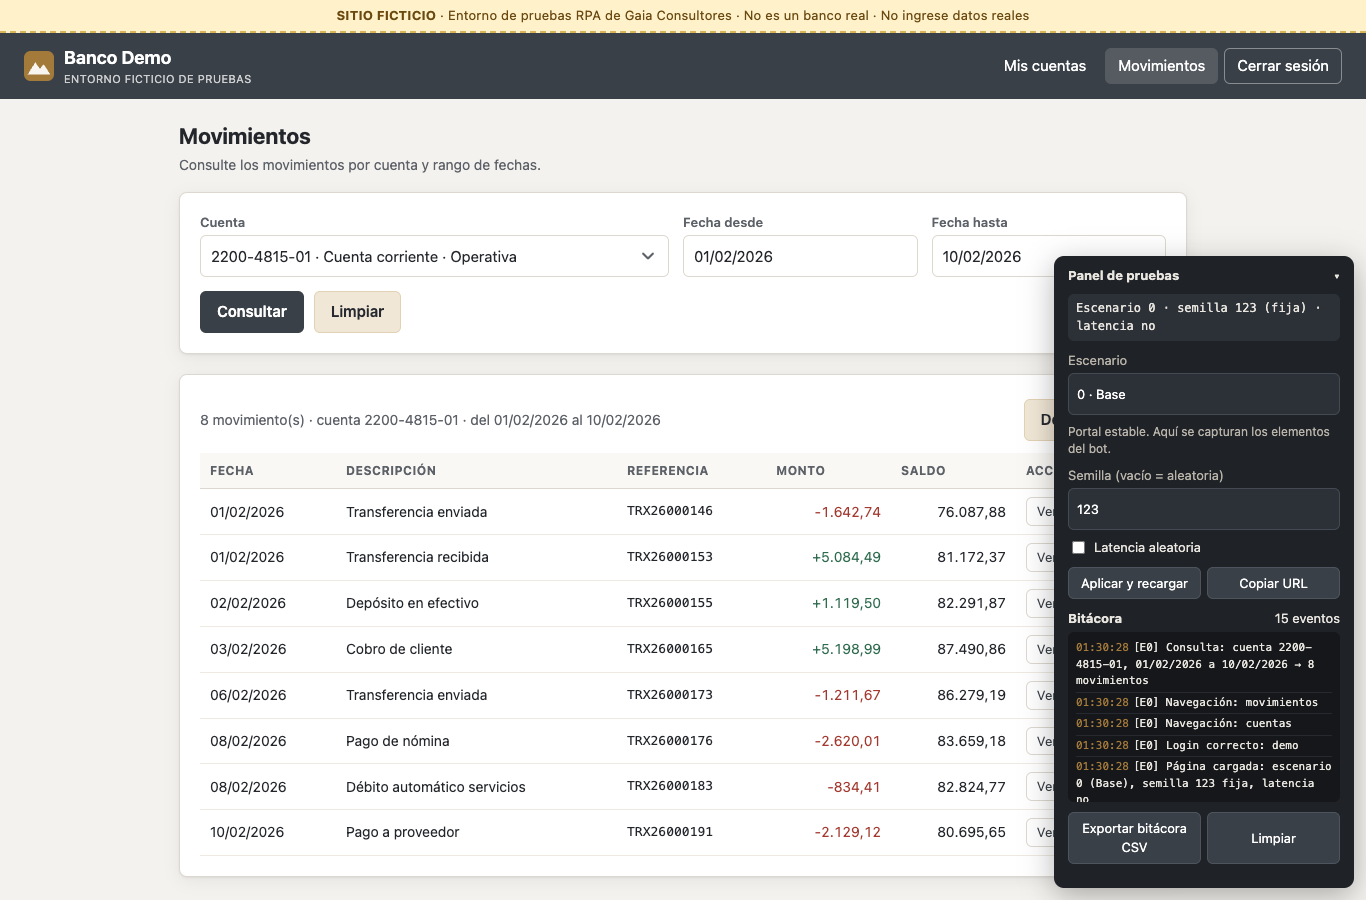 SITIO FICTICIO · Entorno de pruebas RPA de Gaia Consultores · No es un banco real · No ingrese datos reales
Banco Demo
ENTORNO FICTICIO DE PRUEBAS
Mis cuentas
Movimientos
Cerrar sesión
Movimientos
Consulte los movimientos por cuenta y rango de fechas.
Cuenta
Fecha desde
Fecha hasta
2200-4815-01 · Cuenta corriente · Operativa
01/02/2026
10/02/2026
Consultar
Limpiar
8 movimiento(s) · cuenta 2200-4815-01 · del 01/02/2026 al 10/02/2026
FECHA DESCRIPCIÓN REFERENCIA MONTO SALDO
01/02/2026 Transferencia enviada TRX26000146 -1.642,74 76.087,88
01/02/2026 Transferencia recibida TRX26000153 +5.084,49 81.172,37
02/02/2026 Depósito en efectivo TRX26000155 +1.119,50 82.291,87
03/02/2026 Cobro de cliente TRX26000165 +5.198,99 87.490,86
06/02/2026 Transferencia enviada TRX26000173 -1.211,67 86.279,19
08/02/2026 Pago de nómina TRX26000176 -2.620,01 83.659,18
08/02/2026 Débito automático servicios TRX26000183 -834,41 82.824,77
10/02/2026 Pago a proveedor TRX26000191 -2.129,12 80.695,65
Panel de pruebas
Escenario 0 · semilla 123 (fija) ·
latencia no
Escenario
0 · Base
Portal estable. Aquí se capturan los elementos
del bot.
Semilla (vacío = aleatoria)
123
Latencia aleatoria
Aplicar y recargar
Copiar URL
Bitácora
15 eventos
01:30:28 [E0] Consulta: cuenta 2200-
4815-01, 01/02/2026 a 10/02/2026 → 8
movimientos
01:30:28 [E0] Navegación: movimientos
01:30:28 [E0] Navegación: cuentas
01:30:28 [E0] Login correcto: demo
01:30:28 [E0] Página cargada: escenario
0 (Base), semilla 123 fija, latencia
no
Exportar bitácora
CSV
Limpiar